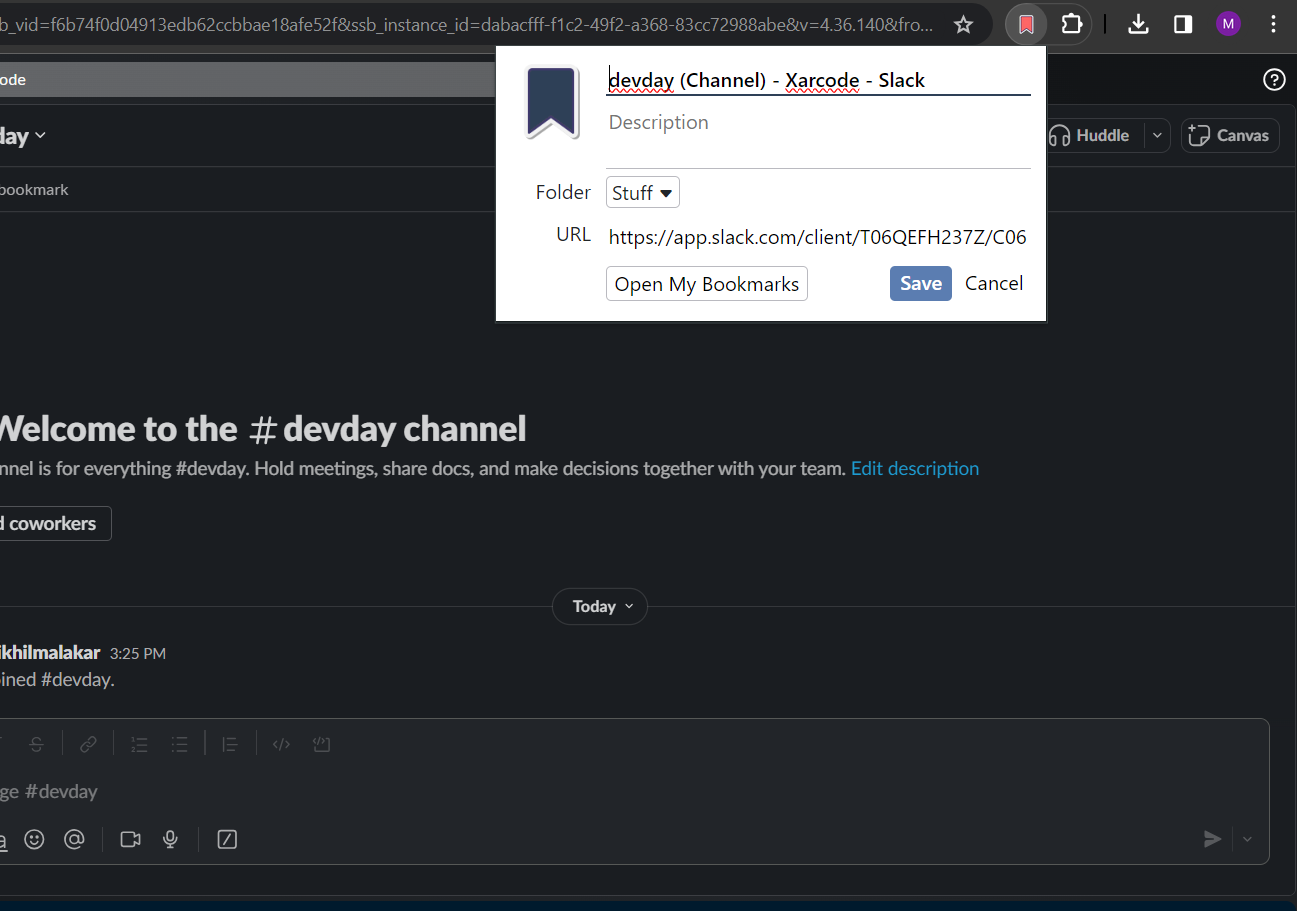 b_vid=f6b74f0d04913edb62ccbbae18afe52f&ssb_instance_id=dabacfff-f1c2-49f2-a368-83cc72988abe&v=4.36.140&fro...
M
ode
devday (Channel) - Xarcode - Slack
Description
day
Huddle
Canvas
bookmark
Folder
Stuff
URL
https://app.slack.com/client/T06QEFH237Z/C06
Open My Bookmarks
Save
Cancel
Welcome to the # devday channel
nnel is for everything #devday. Hold meetings, share docs, and make decisions together with your team. Edit description
d coworkers
Today
ikhilmalakar 3:25 PM
ined #devday.
ge #devday